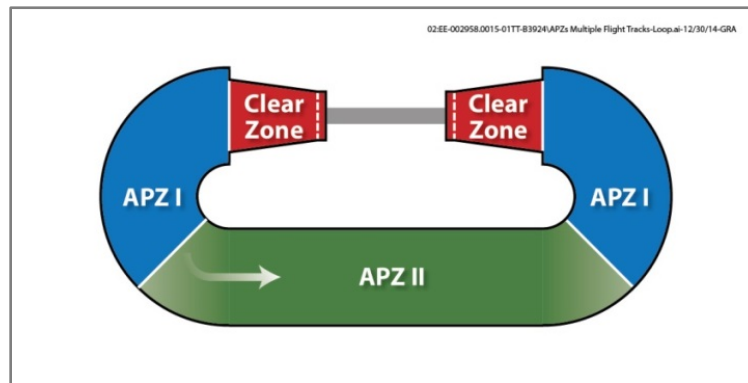 02:EE-002958.0015-01TT-B3924\APZs Multiple Flight Tracks-Loop.ai-12/30/14-GRA
Clear
Zone
Clear
Zone
APZ I
APZ I
APZ II